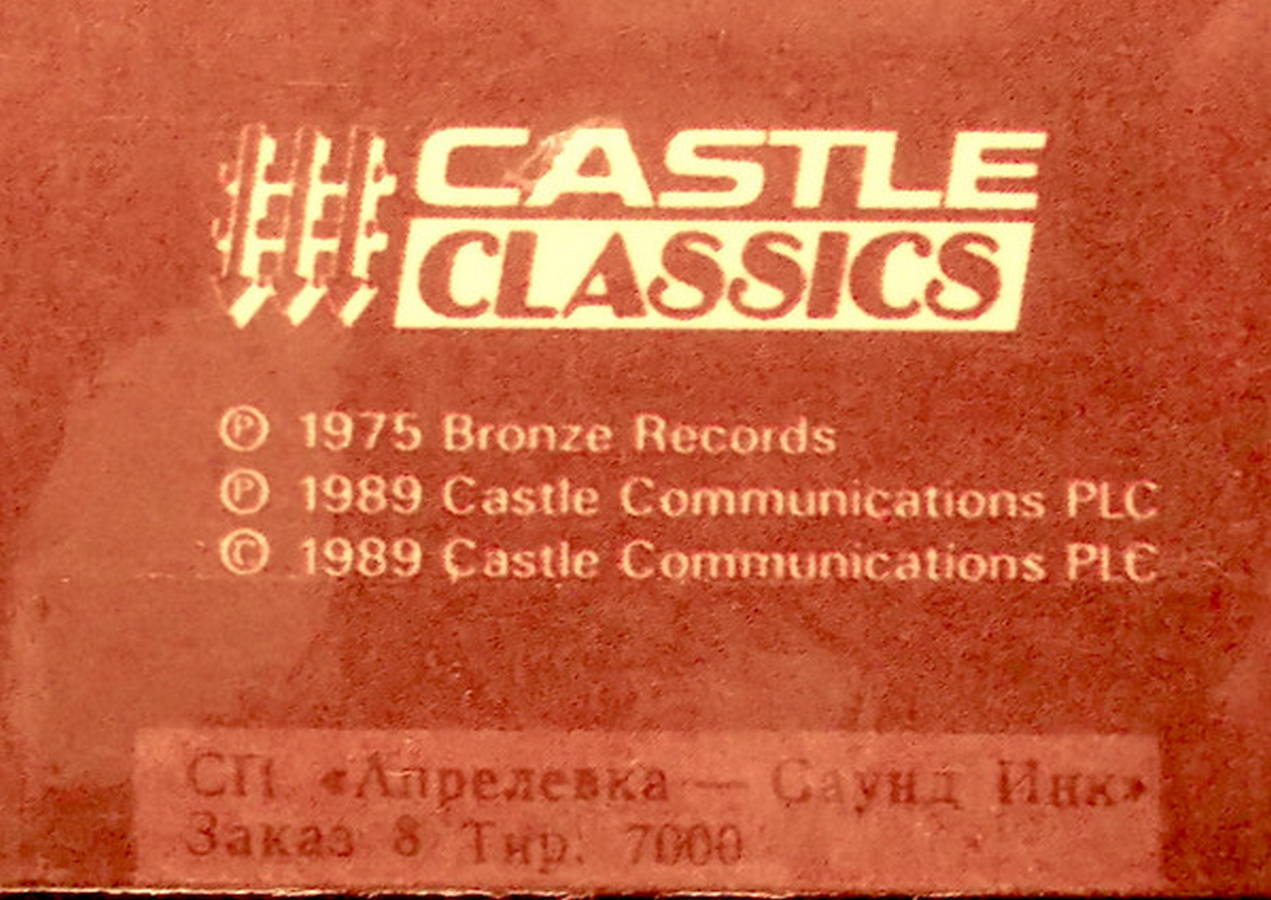 CASTLE
CLASSICS
℗ 1975 Bronze Records
℗ 1989 Castle Communications PLC
© 1989 Castle Communications PLC
СП «Апрелевка — Саунд Инк»
Заказ 8 Тир. 7000